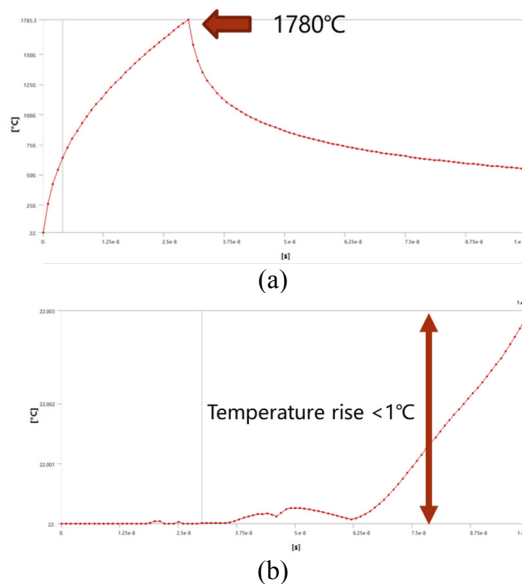 1785.3
1780℃
1500.
1250.
1000.
750.
500.
250.
22.
[°C]
0. 1.25e-8 2.5e-8 3.75e-8 5.e-8 6.25e-8 7.5e-8 8.75e-8 1.e-
[s]
(a)
22.003
22.002
Temperature rise <1℃
[°C]
22.001
22.
0. 1.25e-8 2.5e-8 3.75e-8 5.e-8 6.25e-8 7.5e-8 8.75e-8
[s]
(b)